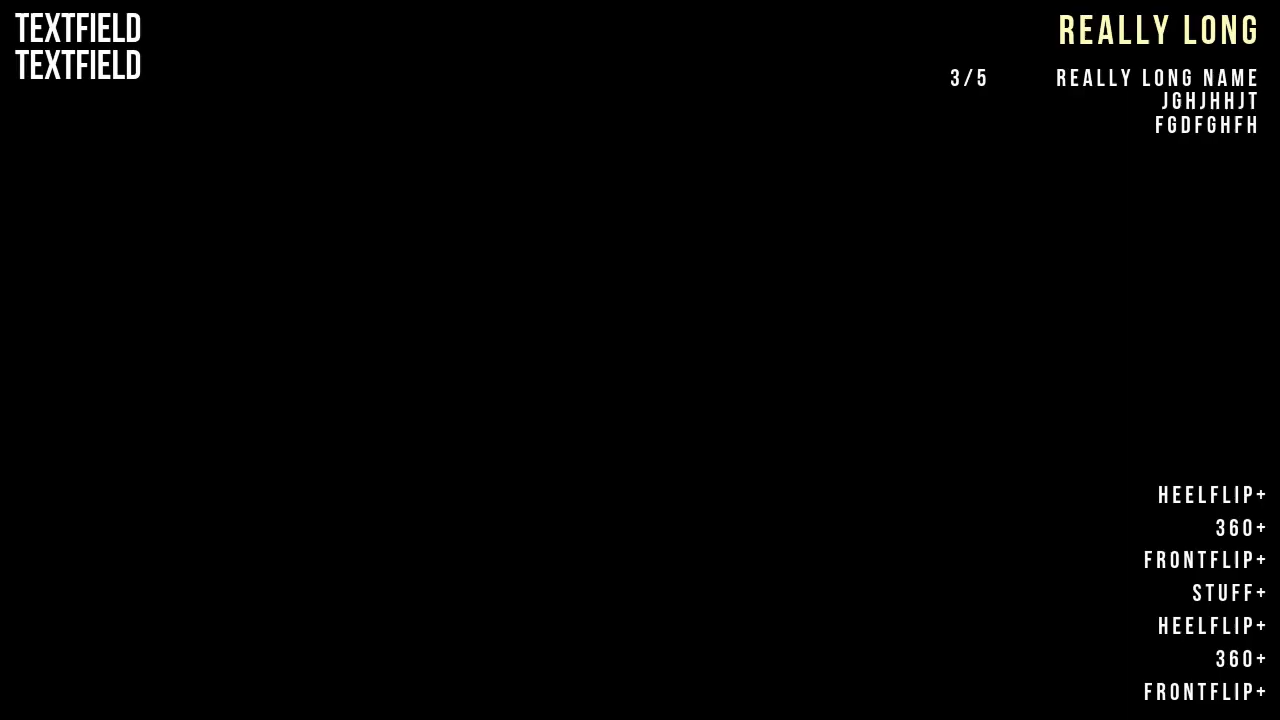 TEXTFIELD
TEXTFIELD
REALLY LONG
3/5 REALLY LONG NAME
JGHJHHJT
FGDFGHFH
HEELFLIP+
360+
FRONTFLIP+
STUFF+
HEELFLIP+
360+
FRONTFLIP+